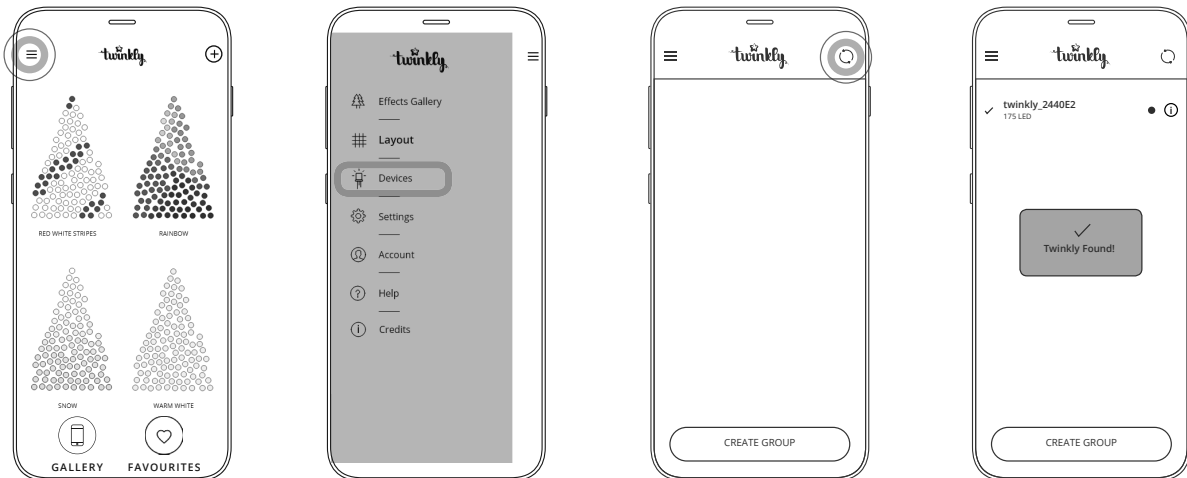 twinkly
RED WHITE STRIPES
RAINBOW
SNOW
WARM WHITE
GALLERY
FAVOURITES
twinkly
Effects Gallery
Layout
Devices
Settings
Account
Help
Credits
twinkly
CREATE GROUP
twinkly
twinkly_2440E2
175 LED
Twinkly Found!
CREATE GROUP